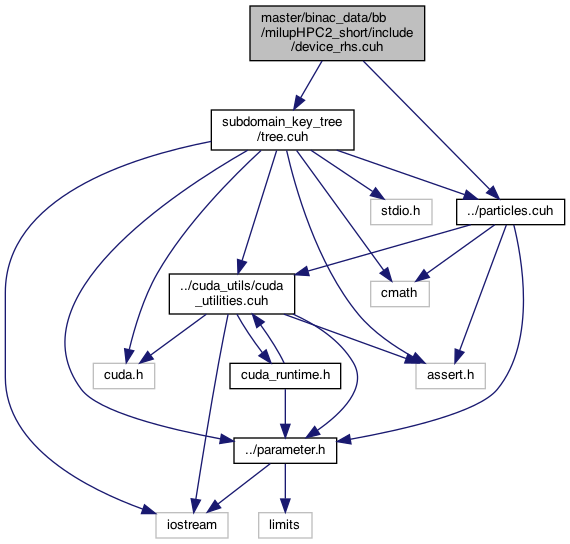 master/binac_data/bb
/milupHPC2_short/include
/device_rhs.cuh
subdomain_key_tree
/tree.cuh
stdio.h
../particles.cuh
../cuda_utils/cuda
_utilities.cuh
cmath
cuda.h
cuda_runtime.h
assert.h
../parameter.h
iostream
limits